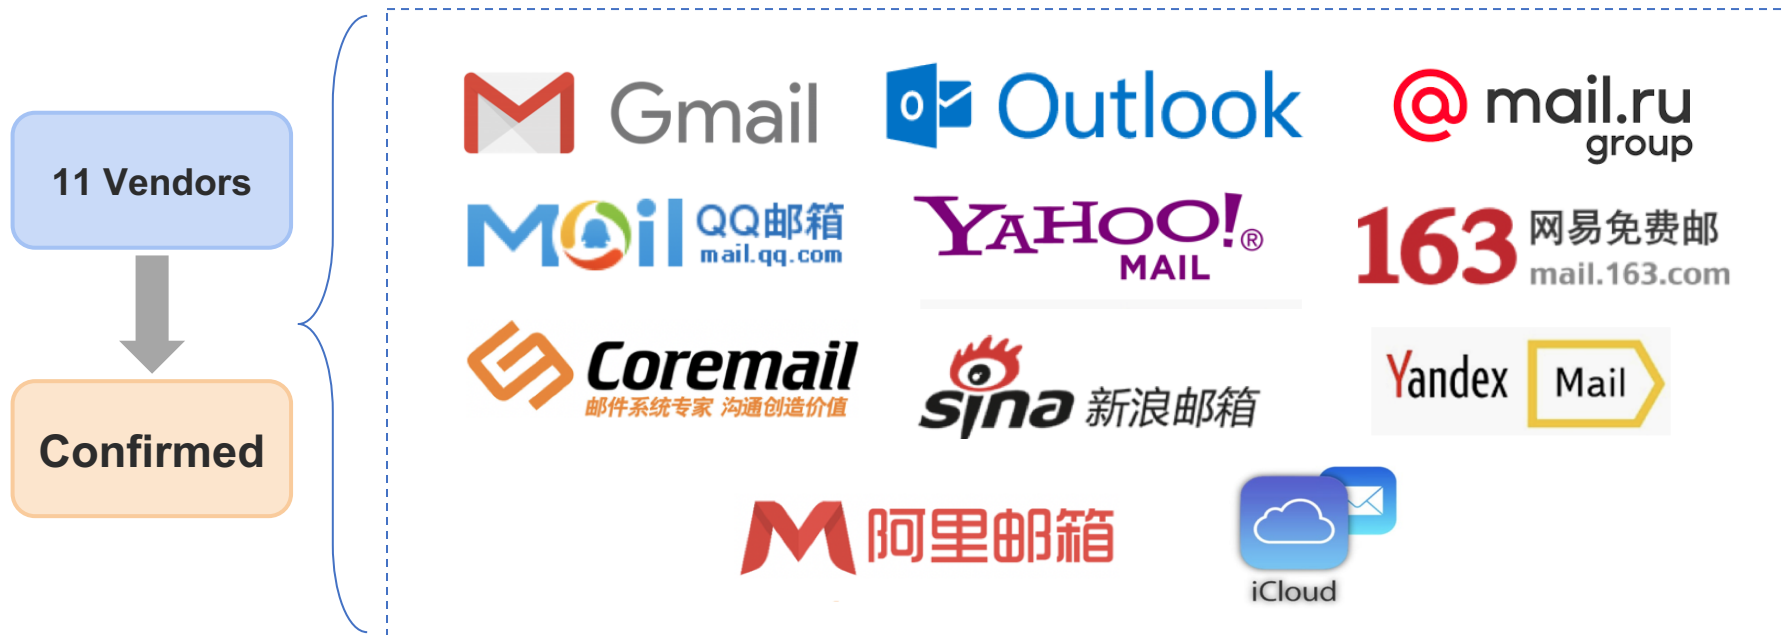 11 Vendors
Confirmed
Gmail
Outlook
@mail.ru
group
Mail QQ邮箱
mail.qq.com
YAHOO!®
MAIL
163 网易免费邮
mail.163.com
Coremail
邮件系统专家 沟通创造价值
sina 新浪邮箱
Yandex Mail
阿里邮箱
iCloud